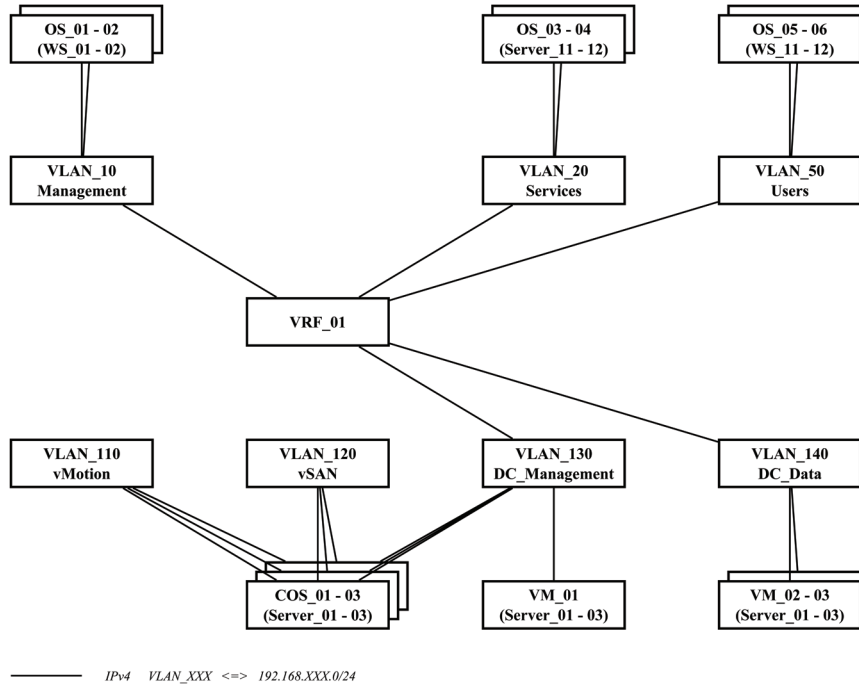 OS_01 - 02
(WS_01 - 02)
OS_03 - 04
(Server_11 - 12)
OS_05 - 06
(WS_11 - 12)
VLAN_10
Management
VLAN_20
Services
VLAN_50
Users
VRF_01
VLAN_110
vMotion
VLAN_120
vSAN
VLAN_130
DC_Management
VLAN_140
DC_Data
COS_01 - 03
(Server_01 - 03)
VM_01
(Server_01 - 03)
VM_02 - 03
(Server_01 - 03)
IPv4 VLAN_XXX <=> 192.168.XXX.0/24